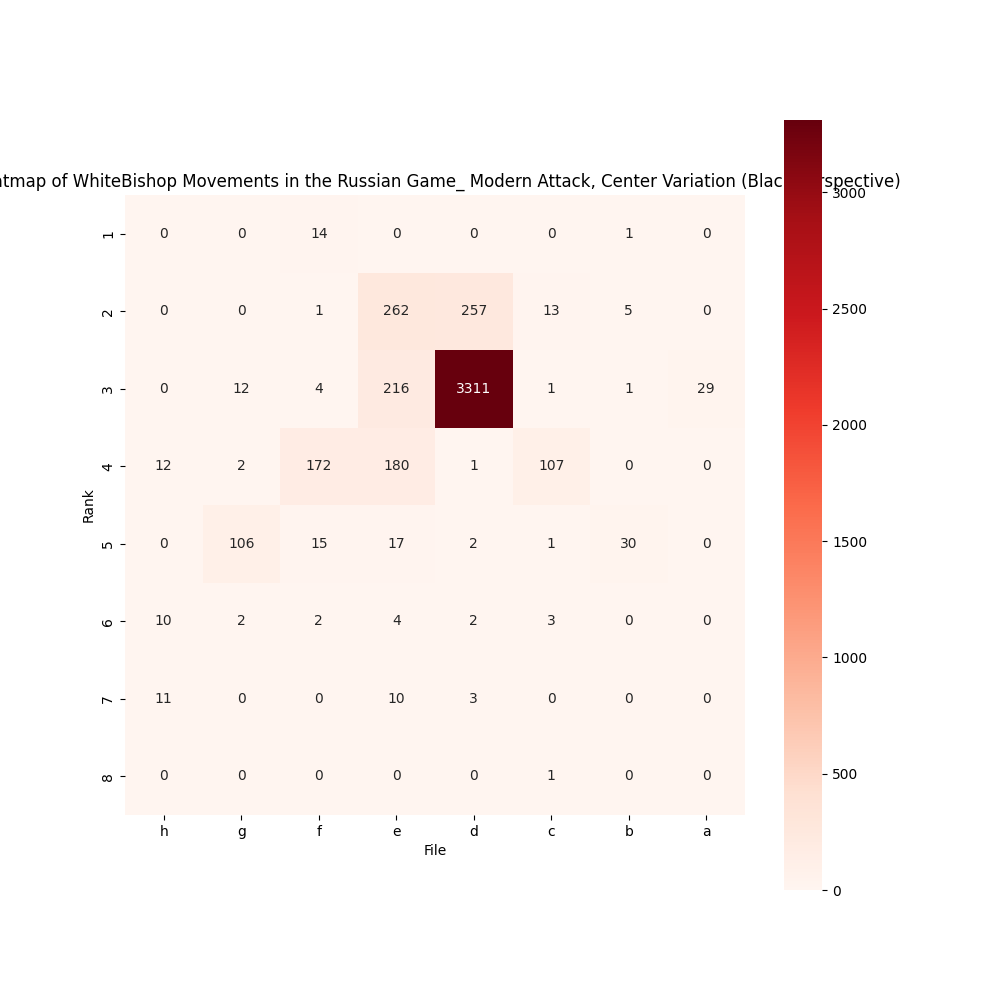 atmap of WhiteBishop Movements in the Russian Game_ Modern Attack, Center Variation (Blac rspective)
1 0 0 14 0 0 0 1 0
2 0 0 1 262 257 13 5 0
3 0 12 4 216 3311 1 1 29
4 12 2 172 180 1 107 0 0
5 0 106 15 17 2 1 30 0
6 10 2 2 4 2 3 0 0
7 11 0 0 10 3 0 0 0
8 0 0 0 0 0 1 0 0
h g f e d c b a
Rank
File
3000
2500
2000
1500
1000
500
0